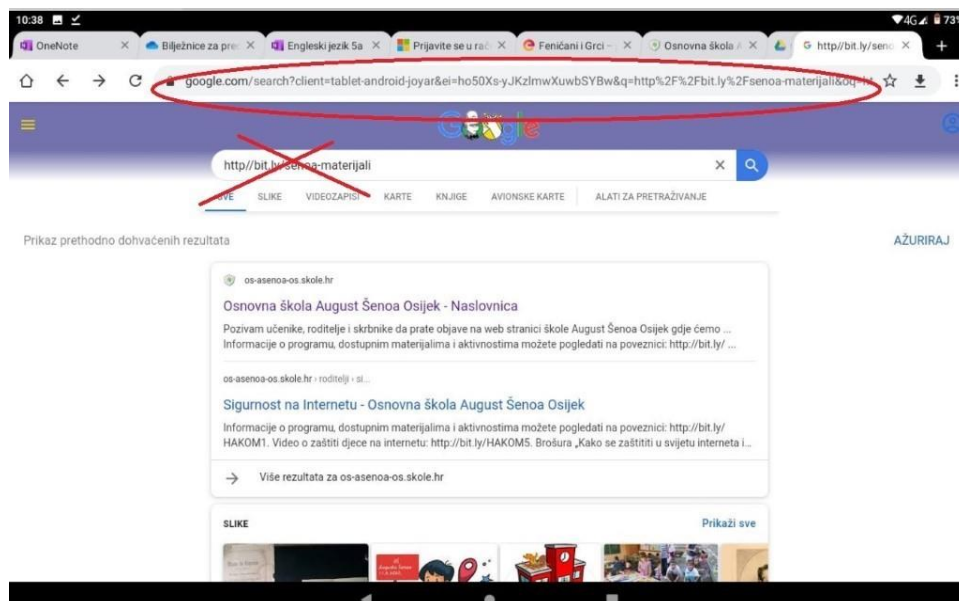 10:38 4G 73%
OneNote Bilježnice za pre Engleski jezik 5a Prijavite se u rač Feničani i Grci - Osnovna škola A G http//bit.ly/seno
google.com/search?client=tablet-android-joyar&ei=ho50Xs-yJKzlmwXuwbSYBw&q=http%2F%2Fbit.ly%2Fsenoa-materijali&oq=ht
Google
http//bit.ly/senoa-materijali
SVE SLIKE VIDEOZAPISI KARTE KNJIGE AVIONSKE KARTE ALATI ZA PRETRAŽIVANJE
Prikaz prethodno dohvaćenih rezultata AŽURIRAJ
os-asenoa-os.skole.hr
Osnovna škola August Šenoa Osijek - Naslovnica
Pozivam učenike, roditelje i skrbnike da prate objave na web stranici škole August Šenoa Osijek gdje ćemo ...
Informacije o programu, dostupnim materijalima i aktivnostima možete pogledati na poveznici: http://bit.ly/ ...
os-asenoa-os.skole.hr › roditelji › si...
Sigurnost na Internetu - Osnovna škola August Šenoa Osijek
Informacije o programu, dostupnim materijalima i aktivnostima možete pogledati na poveznici: http://bit.ly/
HAKOM1. Video o zaštiti djece na internetu: http://bit.ly/HAKOM5. Brošura „Kako se zaštititi u svijetu interneta i...
Više rezultata za os-asenoa-os.skole.hr
SLIKE Prikaži sve